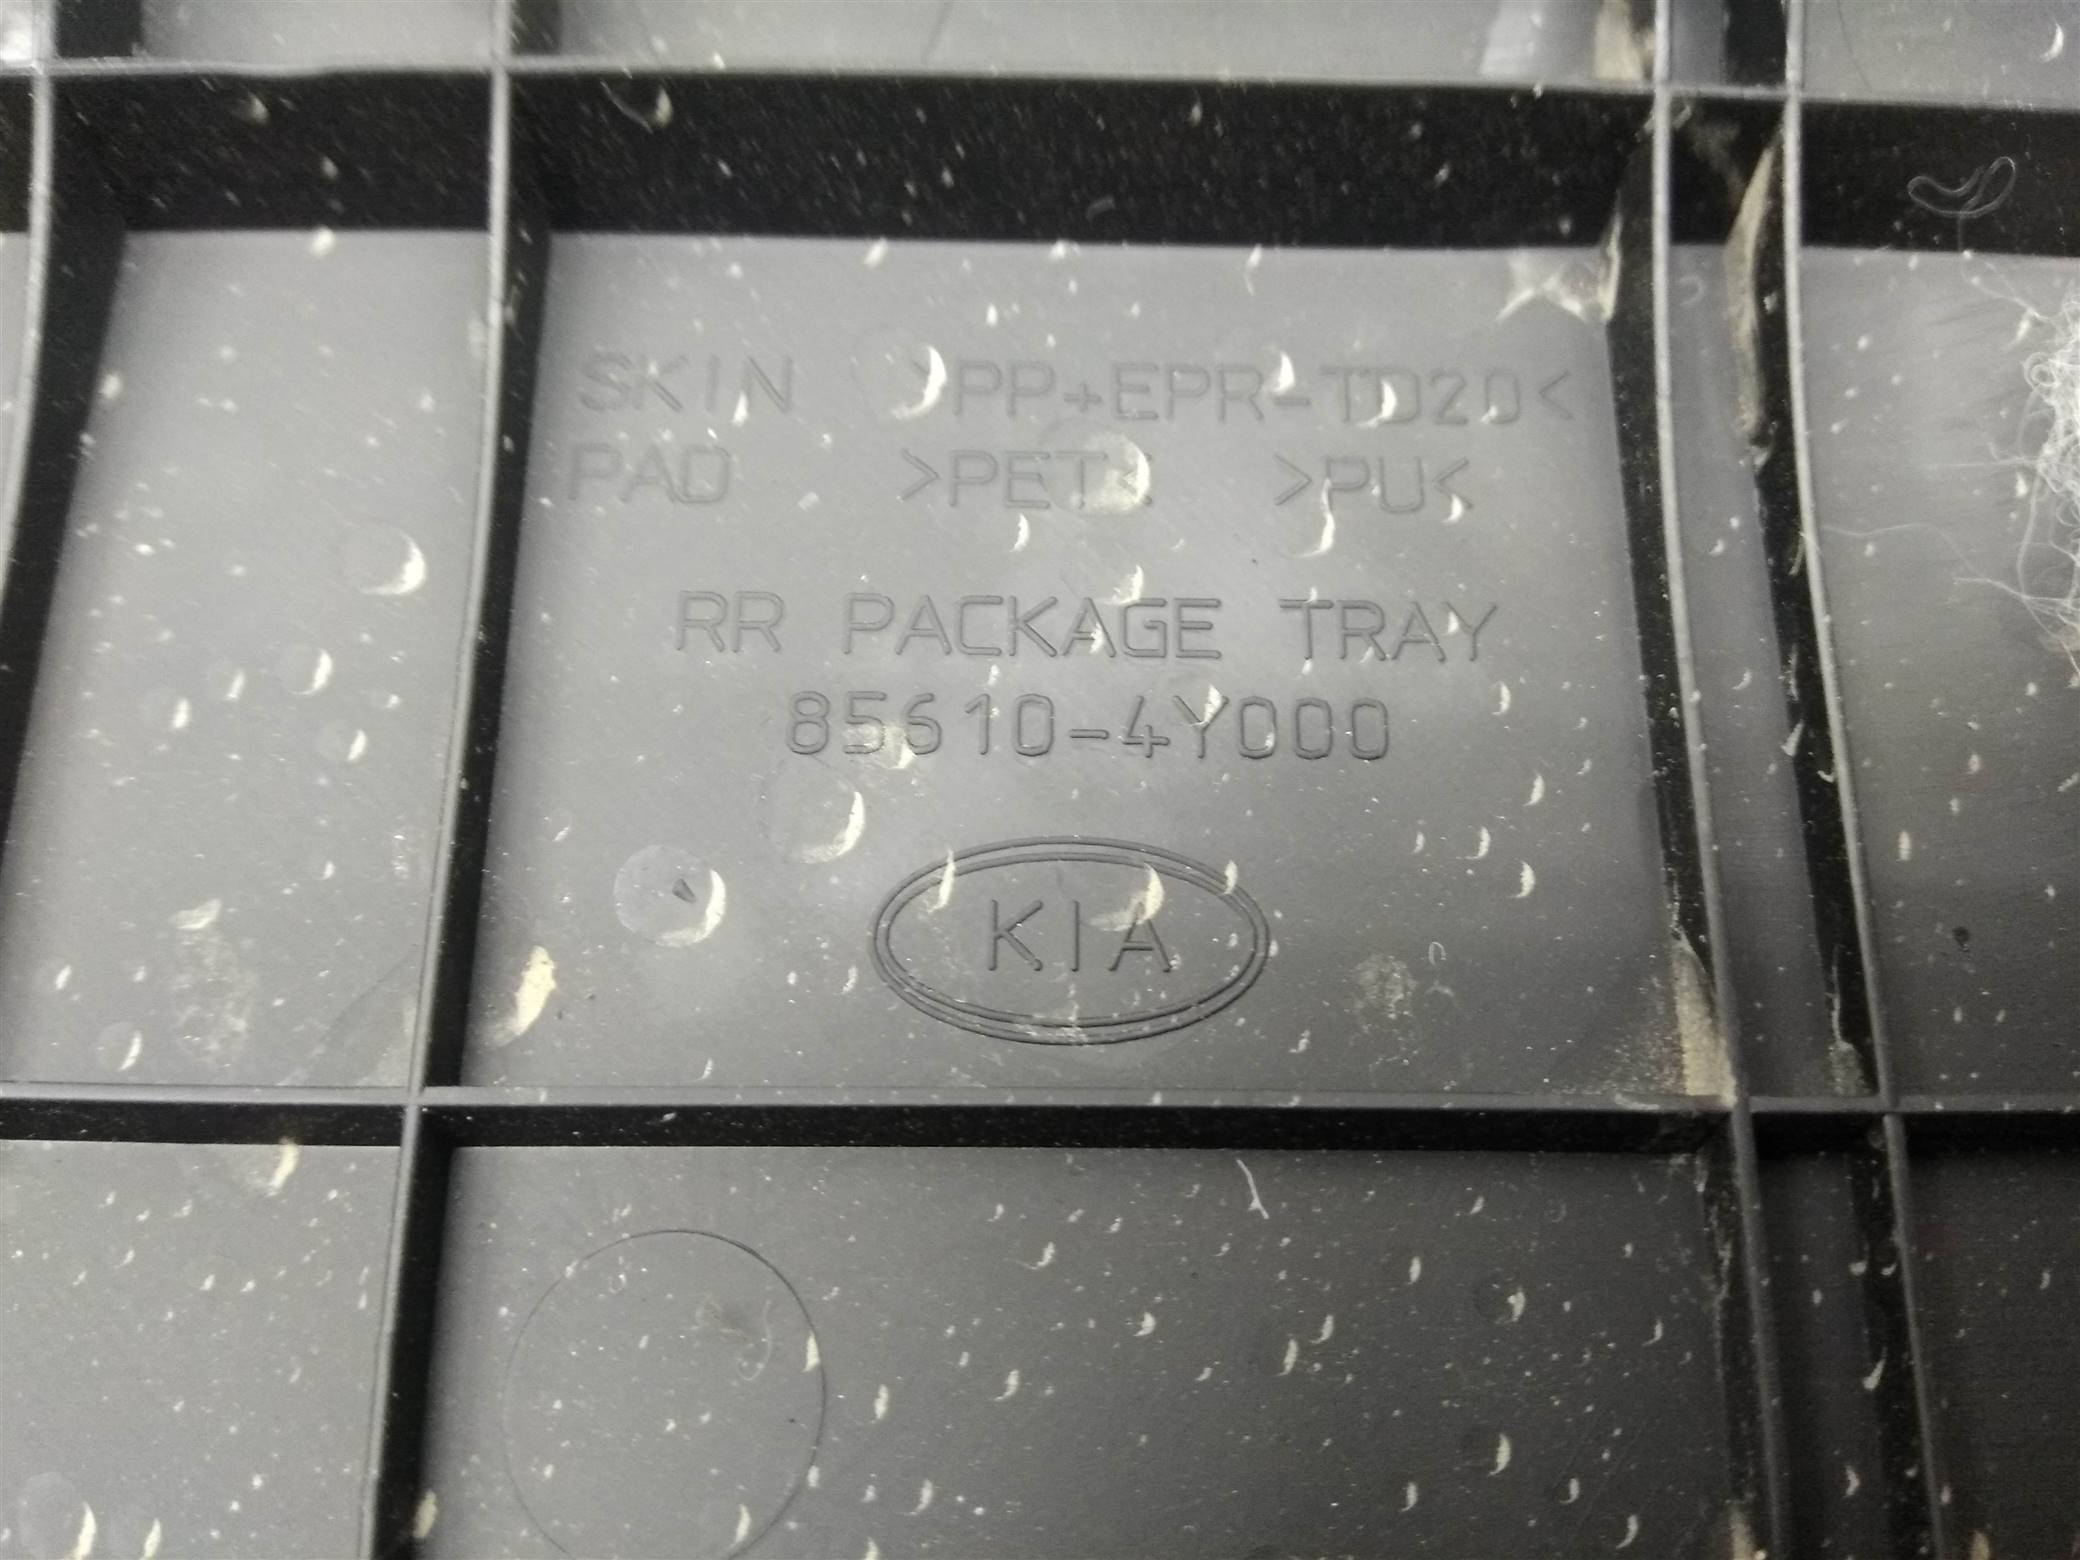 SKIN >PP+EPR-TD20<
PAD >PET< >PU<
RR PACKAGE TRAY
85610-4Y000
KIA